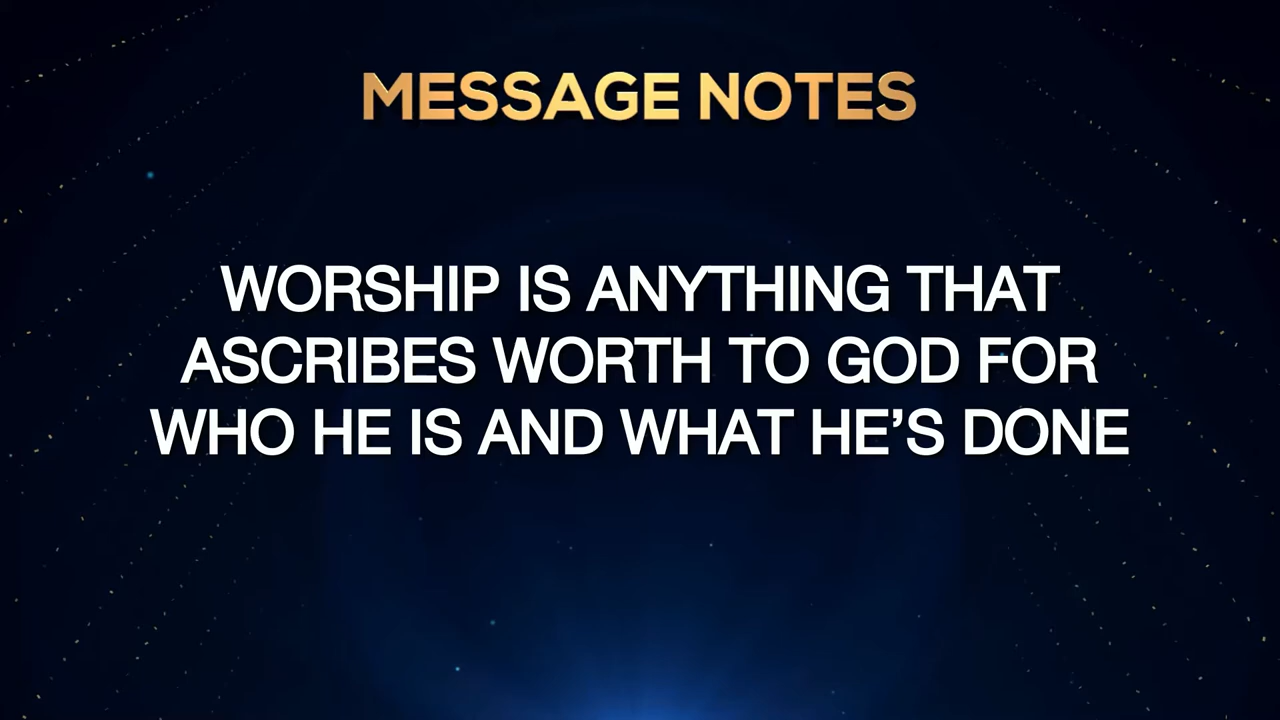 MESSAGE NOTES
WORSHIP IS ANYTHING THAT
ASCRIBES WORTH TO GOD FOR
WHO HE IS AND WHAT HE’S DONE